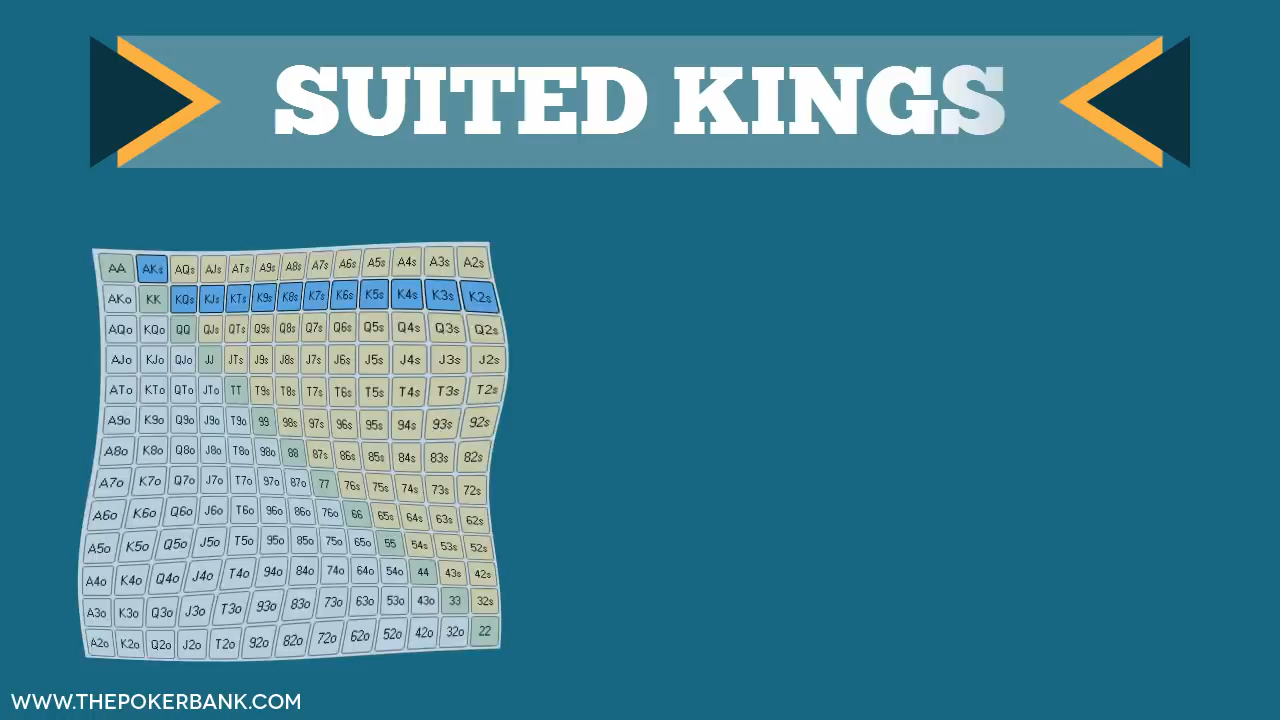 SUITED KINGS
AA AKs AQs AJs ATs A9s A8s A7s A6s A5s A4s A3s A2s
AKo KK KQs KJs KTs K9s K8s K7s K6s K5s K4s K3s K2s
AQo KQo QQ QJs QTs Q9s Q8s Q7s Q6s Q5s Q4s Q3s Q2s
AJo KJo QJo JJ JTs J9s J8s J7s J6s J5s J4s J3s J2s
ATo KTo QTo JTo TT T9s T8s T7s T6s T5s T4s T3s T2s
A9o K9o Q9o J9o T9o 99 98s 97s 96s 95s 94s 93s 92s
A8o K8o Q8o J8o T8o 98o 88 87s 86s 85s 84s 83s 82s
A7o K7o Q7o J7o T7o 97o 87o 77 76s 75s 74s 73s 72s
A6o K6o Q6o J6o T6o 96o 86o 76o 66 65s 64s 63s 62s
A5o K5o Q5o J5o T5o 95o 85o 75o 65o 55 54s 53s 52s
A4o K4o Q4o J4o T4o 94o 84o 74o 64o 54o 44 43s 42s
A3o K3o Q3o J3o T3o 93o 83o 73o 63o 53o 43o 33 32s
A2o K2o Q2o J2o T2o 92o 82o 72o 62o 52o 42o 32o 22
WWW.THEPOKERBANK.COM